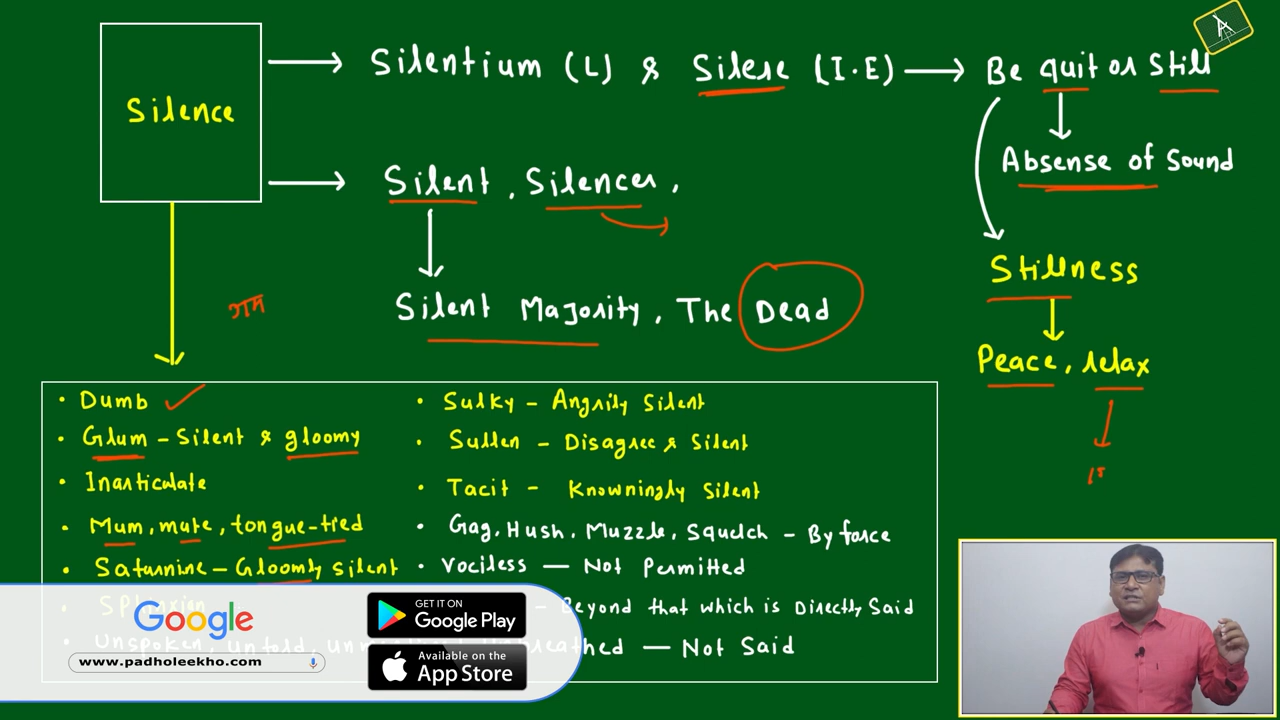 Silence
Silentium (L) & Silere (I.E)
Be quit or Still
Absense of Sound
Silent, Silencer,
Stillness
Silent Majority, The Dead
गम
Peace, relax
• Dumb
• Glum – Silent & gloomy
• Inarticulate
• Mum, mute, tongue-tied
• Saturnine – Gloomly silent
• Unspoken, untold,
• Sulky – Angrily Silent
• Sullen – Disagree & Silent
• Tacit – Knowningly Silent
• Gag, Hush, Muzzle, Squelch – By force
• Vociless — Not Permitted
– Beyond that which is Directly Said
— Not Said
Google
www.padholeekho.com
GET IT ON
Google Play
Available on the
App Store